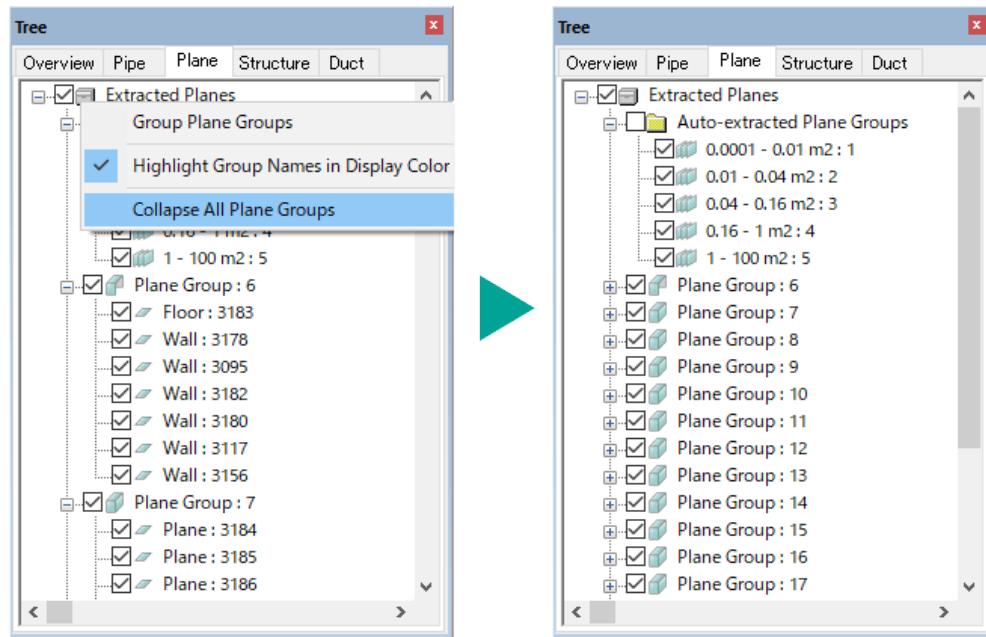 Tree
Overview Pipe Plane Structure Duct
Extracted Planes
Group Plane Groups
Highlight Group Names in Display Color
Collapse All Plane Groups
0.16 - 1 m2 : 4
1 - 100 m2 : 5
Plane Group : 6
Floor : 3183
Wall : 3178
Wall : 3095
Wall : 3182
Wall : 3180
Wall : 3117
Wall : 3156
Plane Group : 7
Plane : 3184
Plane : 3185
Plane : 3186
Tree
Overview Pipe Plane Structure Duct
Extracted Planes
Auto-extracted Plane Groups
0.0001 - 0.01 m2 : 1
0.01 - 0.04 m2 : 2
0.04 - 0.16 m2 : 3
0.16 - 1 m2 : 4
1 - 100 m2 : 5
Plane Group : 6
Plane Group : 7
Plane Group : 8
Plane Group : 9
Plane Group : 10
Plane Group : 11
Plane Group : 12
Plane Group : 13
Plane Group : 14
Plane Group : 15
Plane Group : 16
Plane Group : 17